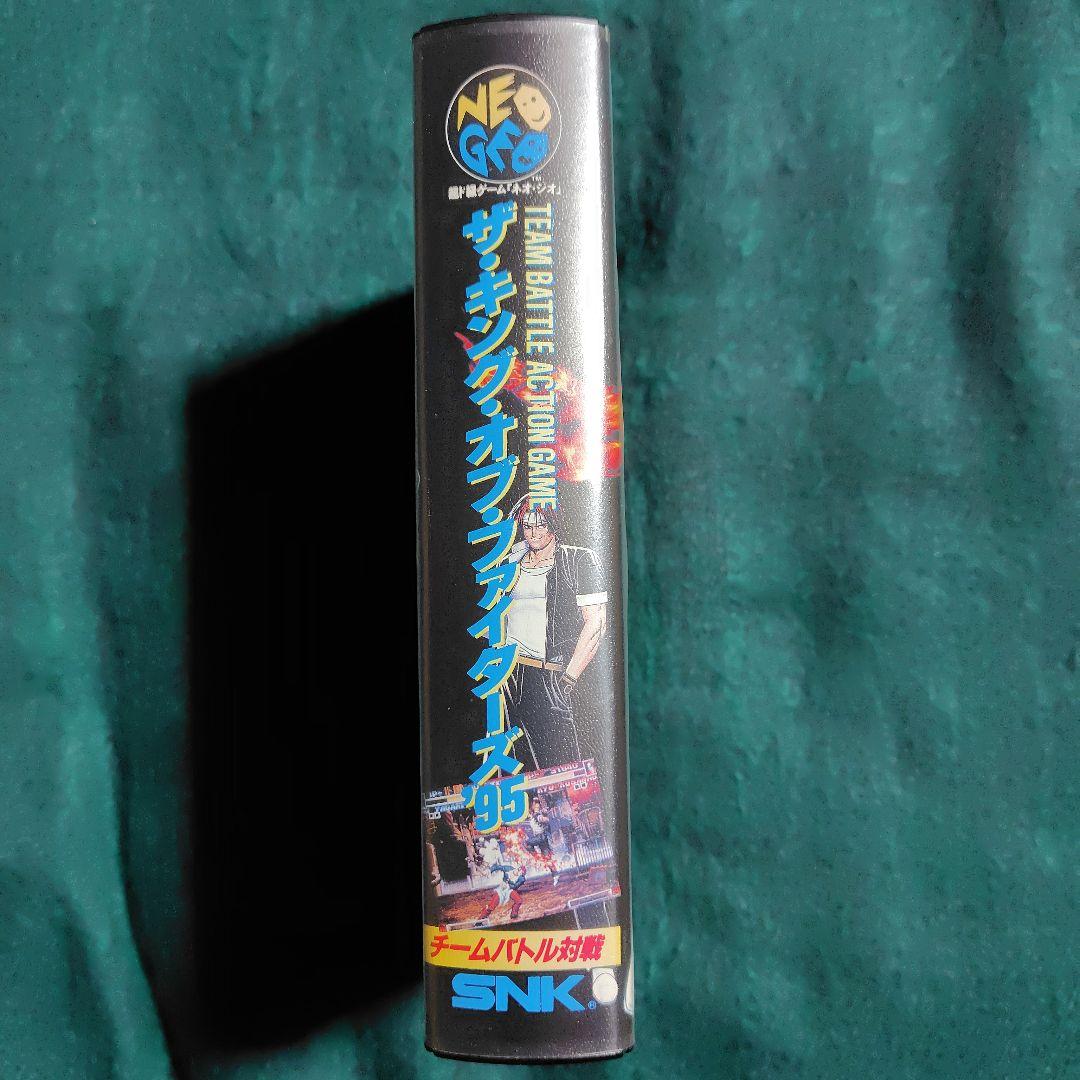 NEO
GEO
TM
超ド級ゲーム「ネオ・ジオ」
TEAM BATTLE ACTION GAME
ザ・キング・オブ・ファイターズ'95
チームバトル対戦
SNK®